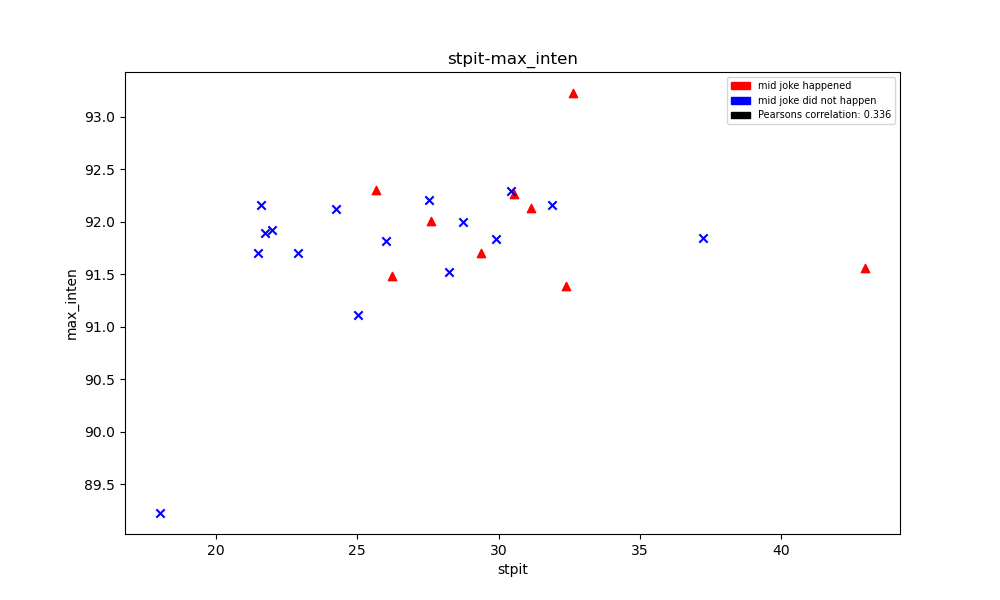 stpit-max_inten
mid joke happened
mid joke did not happen
Pearsons correlation: 0.336
93.0
92.5
92.0
91.5
91.0
90.5
90.0
89.5
max_inten
20 25 30 35 40
stpit